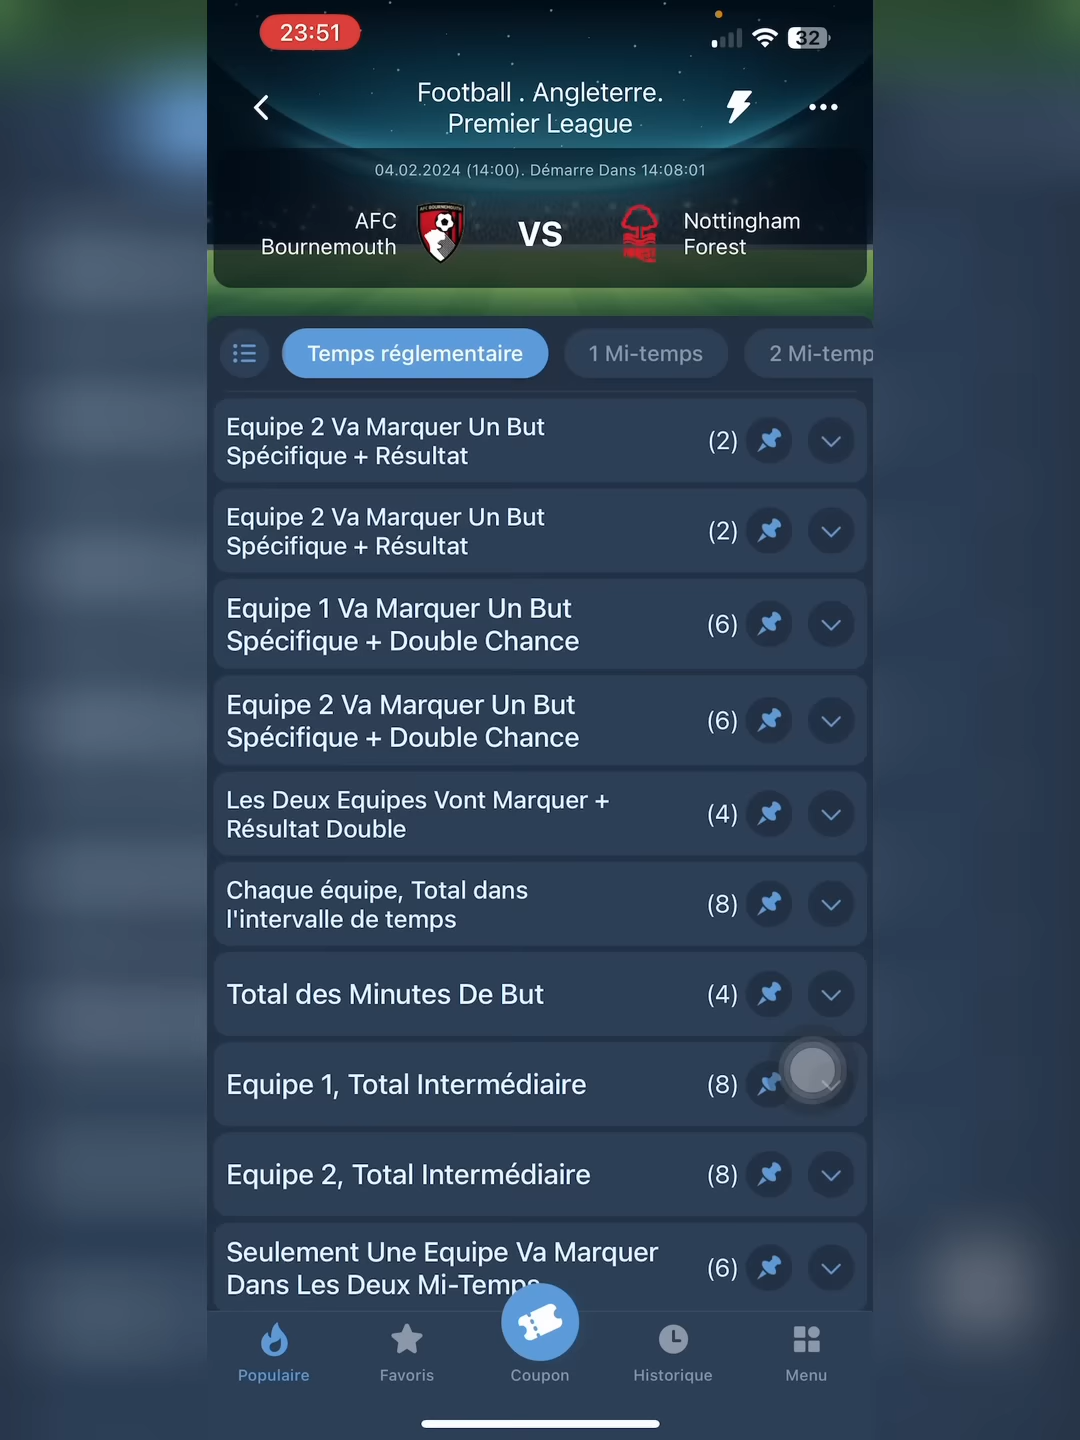 23:51
32
Football . Angleterre.
Premier League
04.02.2024 (14:00). Démarre Dans 14:08:01
AFC
Bournemouth
VS
Nottingham
Forest
Temps réglementaire
1 Mi-temps
2 Mi-temp
Equipe 2 Va Marquer Un But
Spécifique + Résultat
(2)
Equipe 2 Va Marquer Un But
Spécifique + Résultat
(2)
Equipe 1 Va Marquer Un But
Spécifique + Double Chance
(6)
Equipe 2 Va Marquer Un But
Spécifique + Double Chance
(6)
Les Deux Equipes Vont Marquer +
Résultat Double
(4)
Chaque équipe, Total dans
l'intervalle de temps
(8)
Total des Minutes De But
(4)
Equipe 1, Total Intermédiaire
(8)
Equipe 2, Total Intermédiaire
(8)
Seulement Une Equipe Va Marquer
Dans Les Deux Mi-Temps
(6)
Populaire
Favoris
Coupon
Historique
Menu